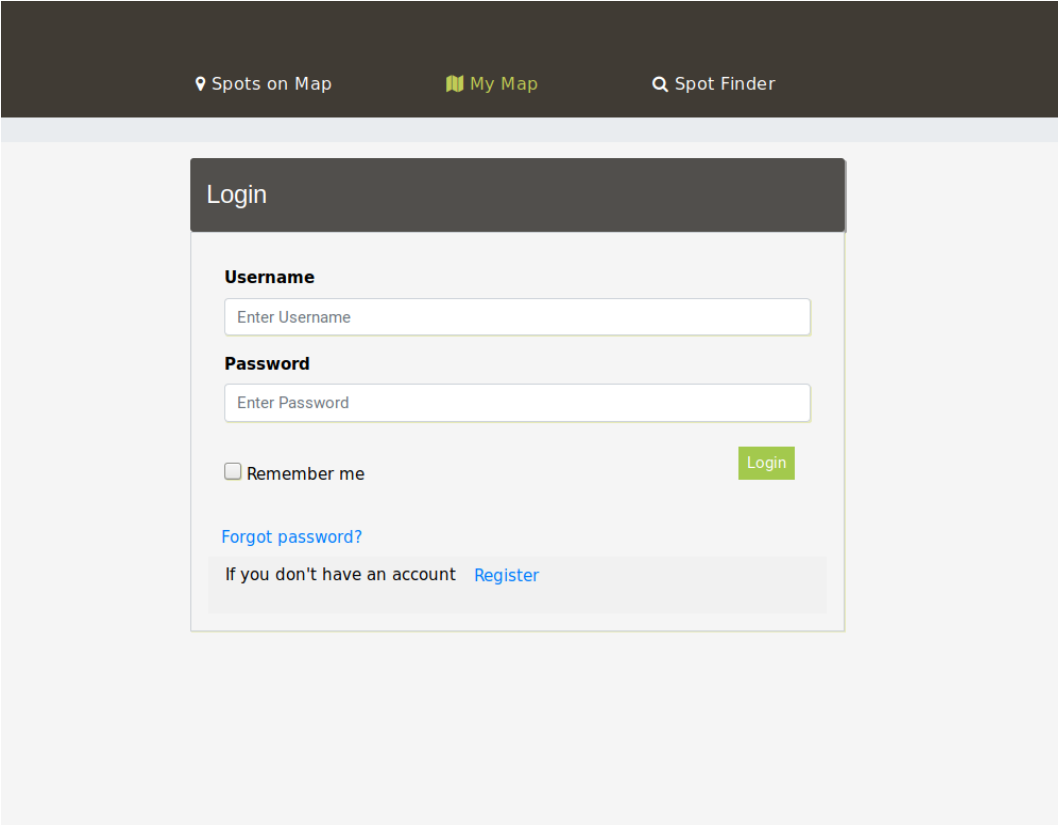 Spots on Map My Map Spot Finder
Login
Username
Enter Username
Password
Enter Password
Remember me Login
Forgot password?
If you don't have an account Register